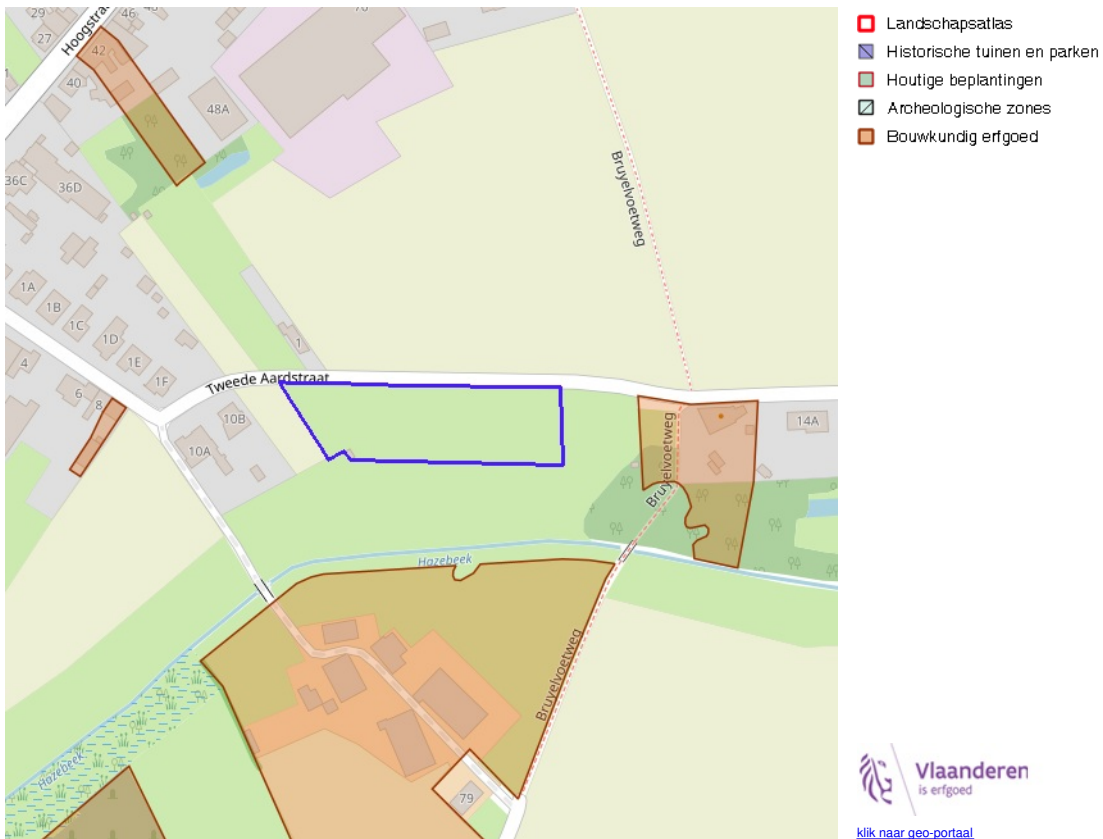 29
27
46
42
40
Hoogstraat
48A
36C
36D
1A
1B
1C
1D
1E
1F
4
6
8
10B
10A
1
Tweede Aardstraat
Bruyelvoetweg
Bruyelvoetweg
Bruyelvoetweg
14A
Hazebeek
Bruyelvoetweg
Hazebeek
79
Landschapsatlas
Historische tuinen en parken
Houtige beplantingen
Archeologische zones
Bouwkundig erfgoed
Vlaanderen
is erfgoed
klik naar geo-portaal